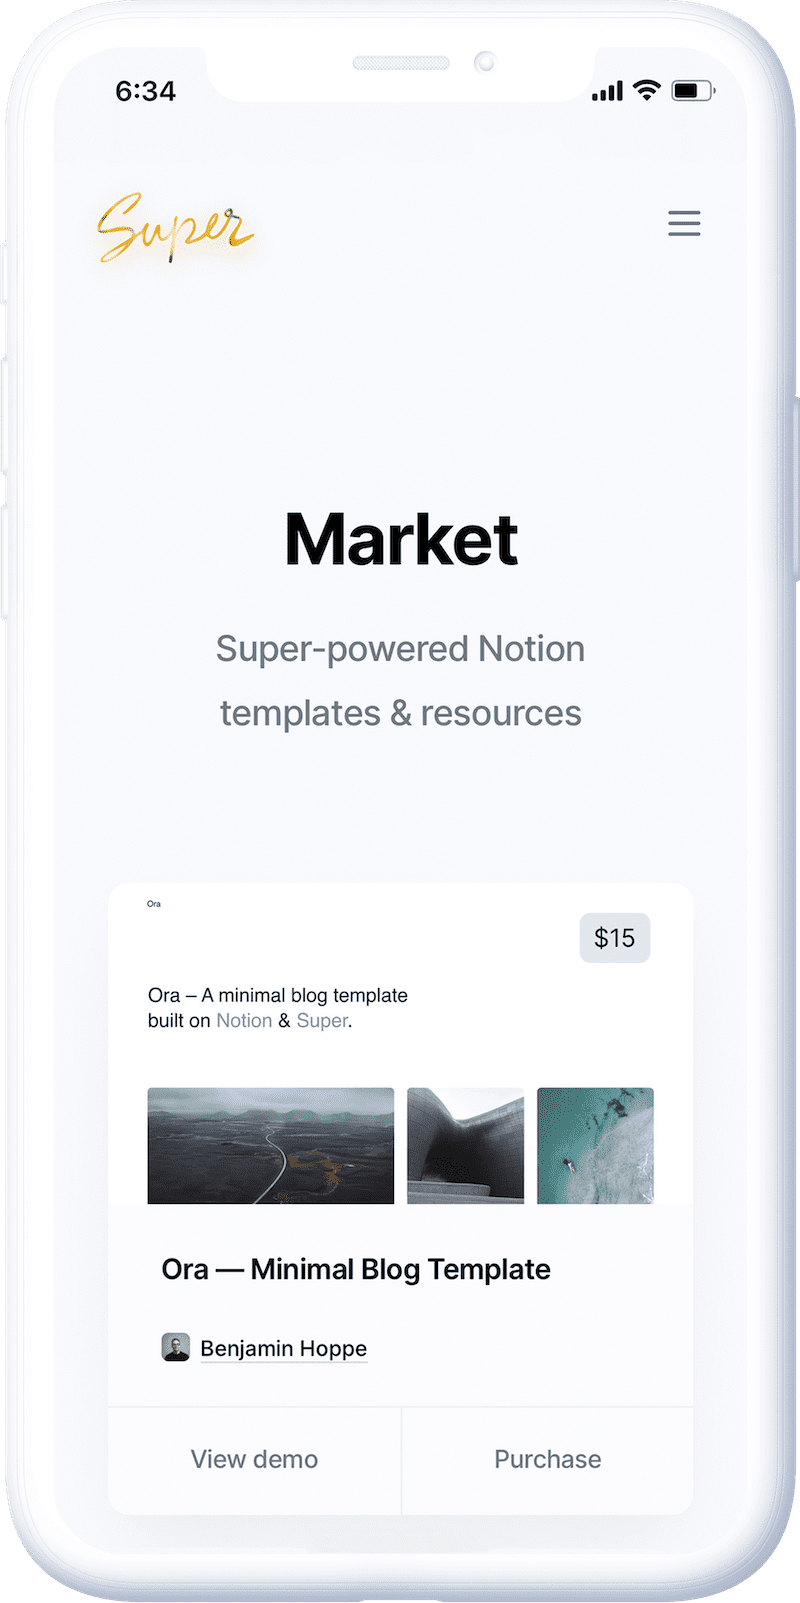 6:34
Super
Market
Super-powered Notion
templates & resources
Ora
$15
Ora – A minimal blog template
built on Notion & Super.
Ora — Minimal Blog Template
Benjamin Hoppe
View demo
Purchase